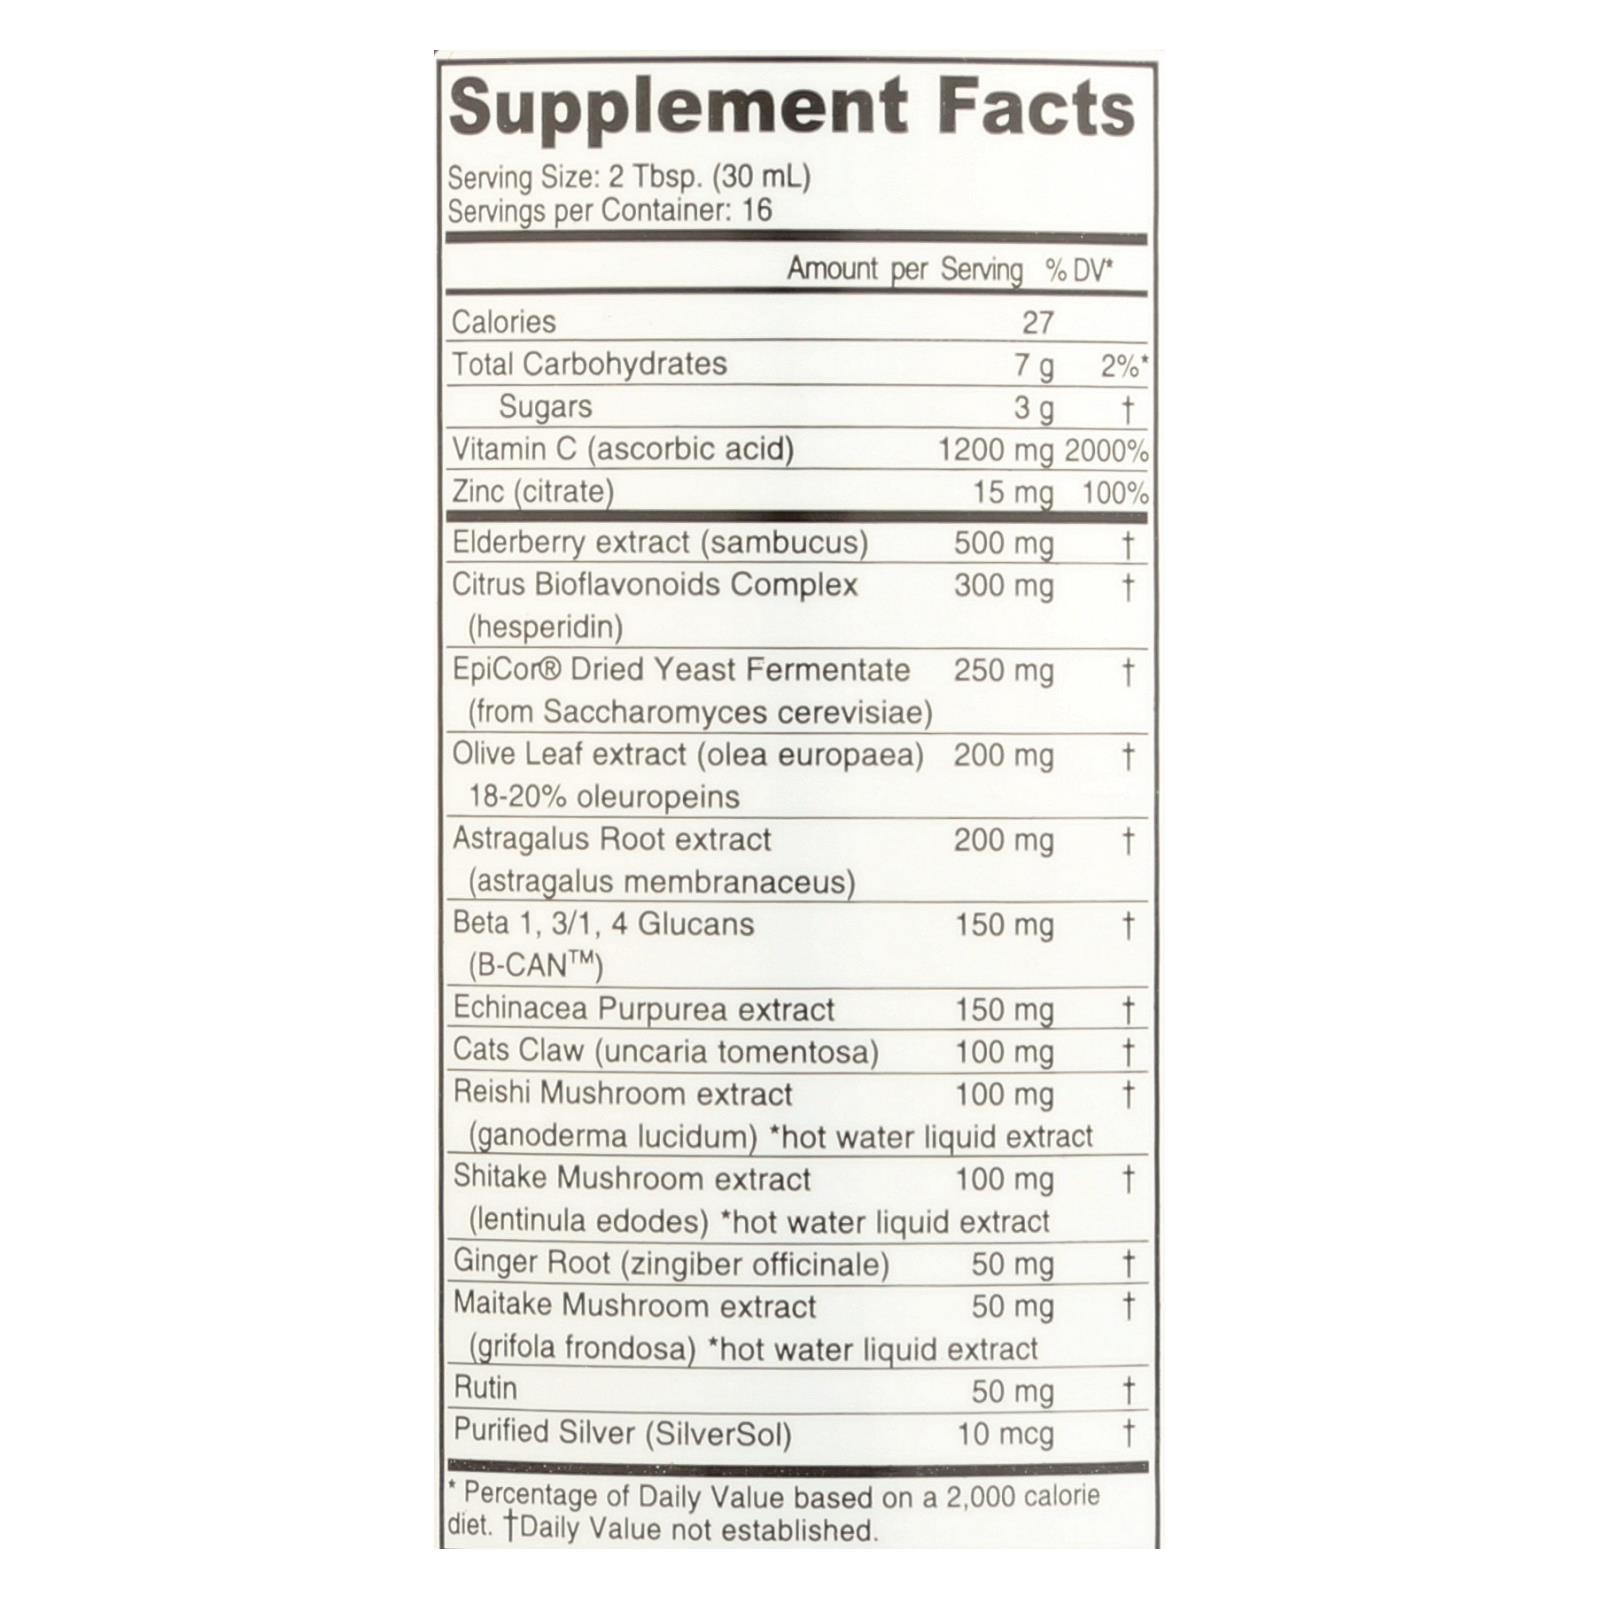 Supplement Facts
Serving Size: 2 Tbsp. (30 mL)
Servings per Container: 16
Amount per Serving % DV*
Calories 27
Total Carbohydrates 7 g 2%*
Sugars 3 g †
Vitamin C (ascorbic acid) 1200 mg 2000%
Zinc (citrate) 15 mg 100%
Elderberry extract (sambucus) 500 mg †
Citrus Bioflavonoids Complex 300 mg †
(hesperidin)
EpiCor® Dried Yeast Fermentate 250 mg †
(from Saccharomyces cerevisiae)
Olive Leaf extract (olea europaea) 200 mg †
18-20% oleuropeins
Astragalus Root extract 200 mg †
(astragalus membranaceus)
Beta 1, 3/1, 4 Glucans 150 mg †
(B-CAN™)
Echinacea Purpurea extract 150 mg †
Cats Claw (uncaria tomentosa) 100 mg †
Reishi Mushroom extract 100 mg †
(ganoderma lucidum) *hot water liquid extract
Shitake Mushroom extract 100 mg †
(lentinula edodes) *hot water liquid extract
Ginger Root (zingiber officinale) 50 mg †
Maitake Mushroom extract 50 mg †
(grifola frondosa) *hot water liquid extract
Rutin 50 mg †
Purified Silver (SilverSol) 10 mcg †
* Percentage of Daily Value based on a 2,000 calorie
diet. †Daily Value not established.